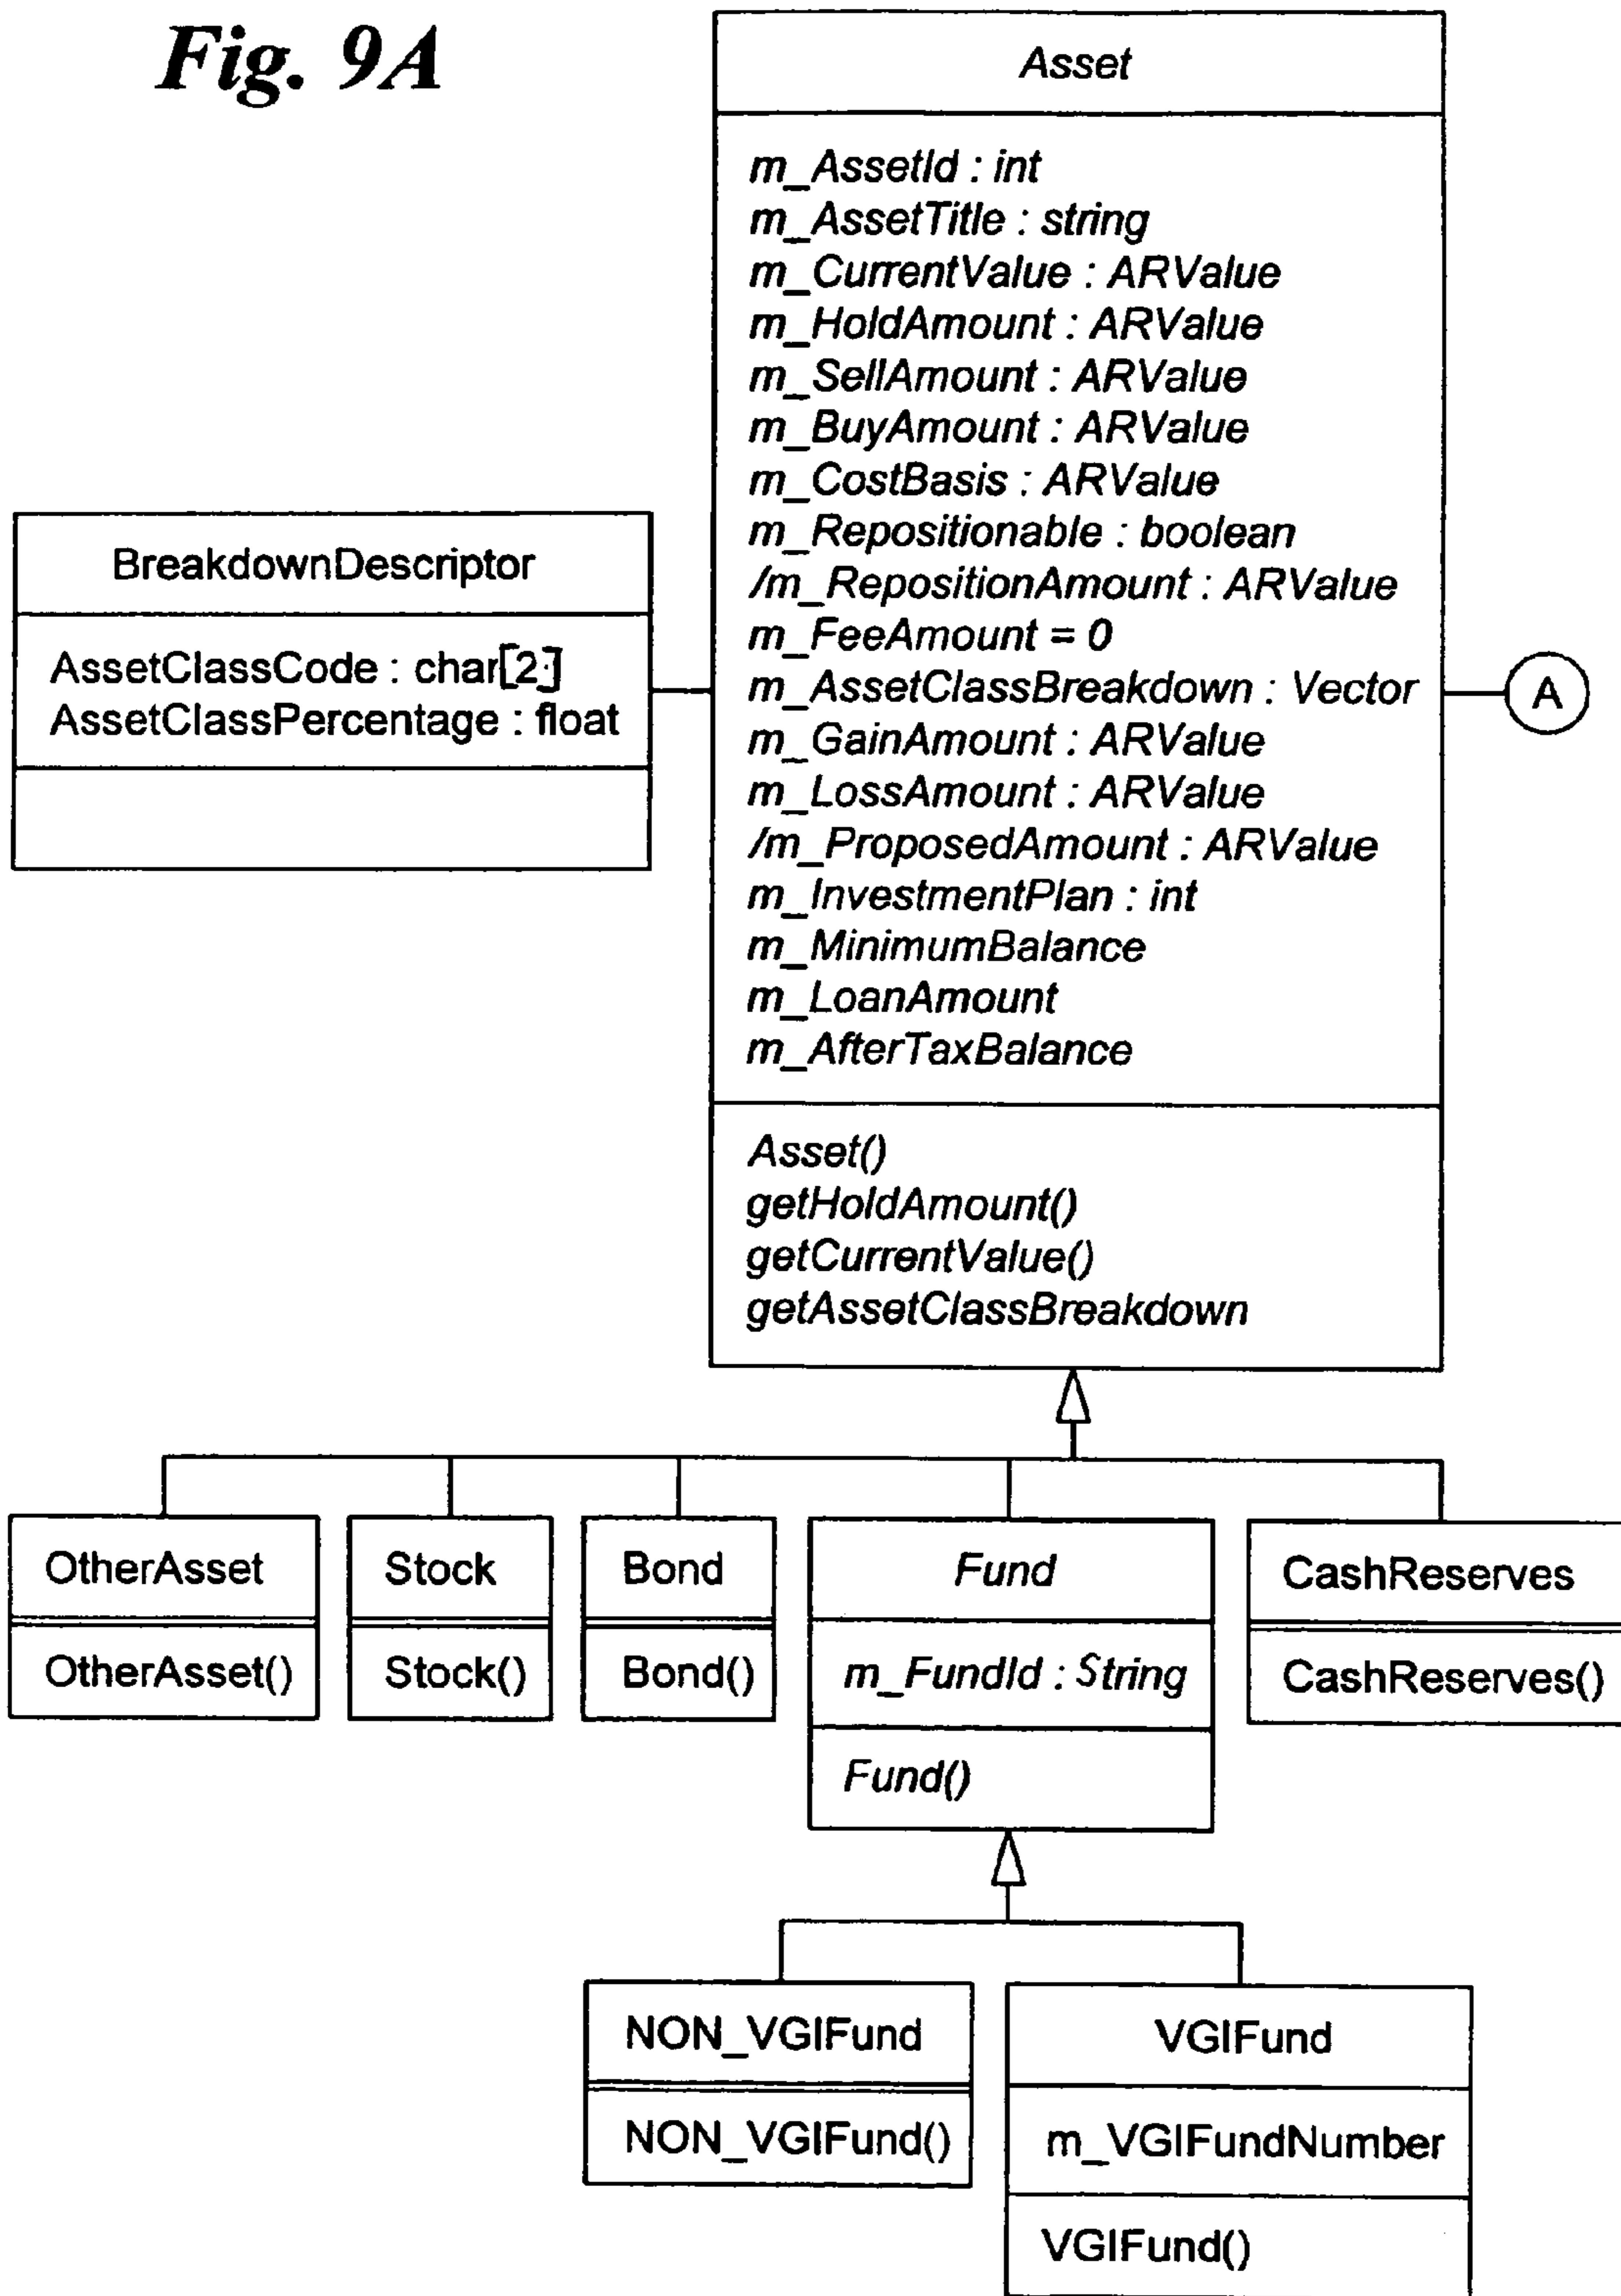 Fig. 9A
Asset
m_AssetId : int
m_AssetTitle : string
m_CurrentValue : ARValue
m_HoldAmount : ARValue
m_SellAmount : ARValue
m_BuyAmount : ARValue
m_CostBasis : ARValue
m_Repositionable : boolean
/m_RepositionAmount : ARValue
m_FeeAmount = 0
m_AssetClassBreakdown : Vector
m_GainAmount : ARValue
m_LossAmount : ARValue
/m_ProposedAmount : ARValue
m_InvestmentPlan : int
m_MinimumBalance
m_LoanAmount
m_AfterTaxBalance
Asset()
getHoldAmount()
getCurrentValue()
getAssetClassBreakdown
BreakdownDescriptor
AssetClassCode : char[2]
AssetClassPercentage : float
A
OtherAsset
OtherAsset()
Stock
Stock()
Bond
Bond()
Fund
m_FundId : String
Fund()
CashReserves
CashReserves()
NON_VGIFund
NON_VGIFund()
VGIFund
m_VGIFundNumber
VGIFund()